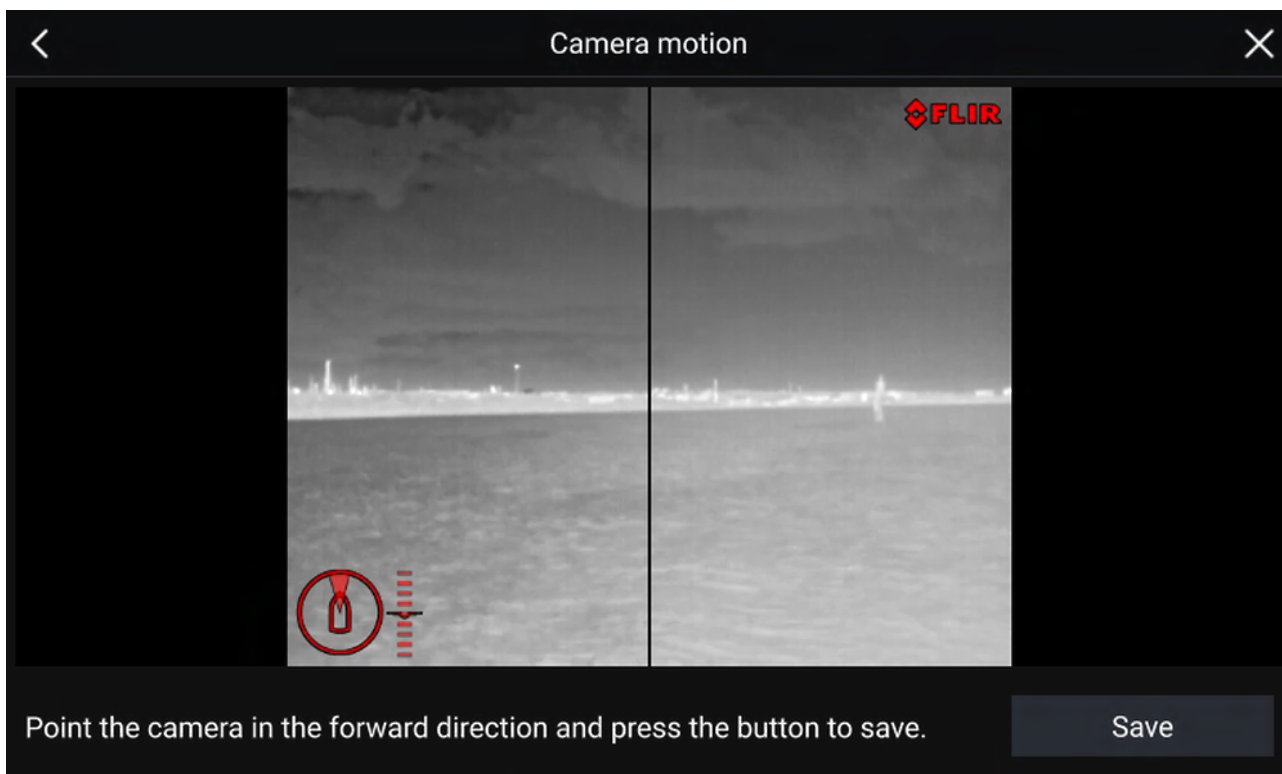 Camera motion
FLIR
Point the camera in the forward direction and press the button to save.
Save